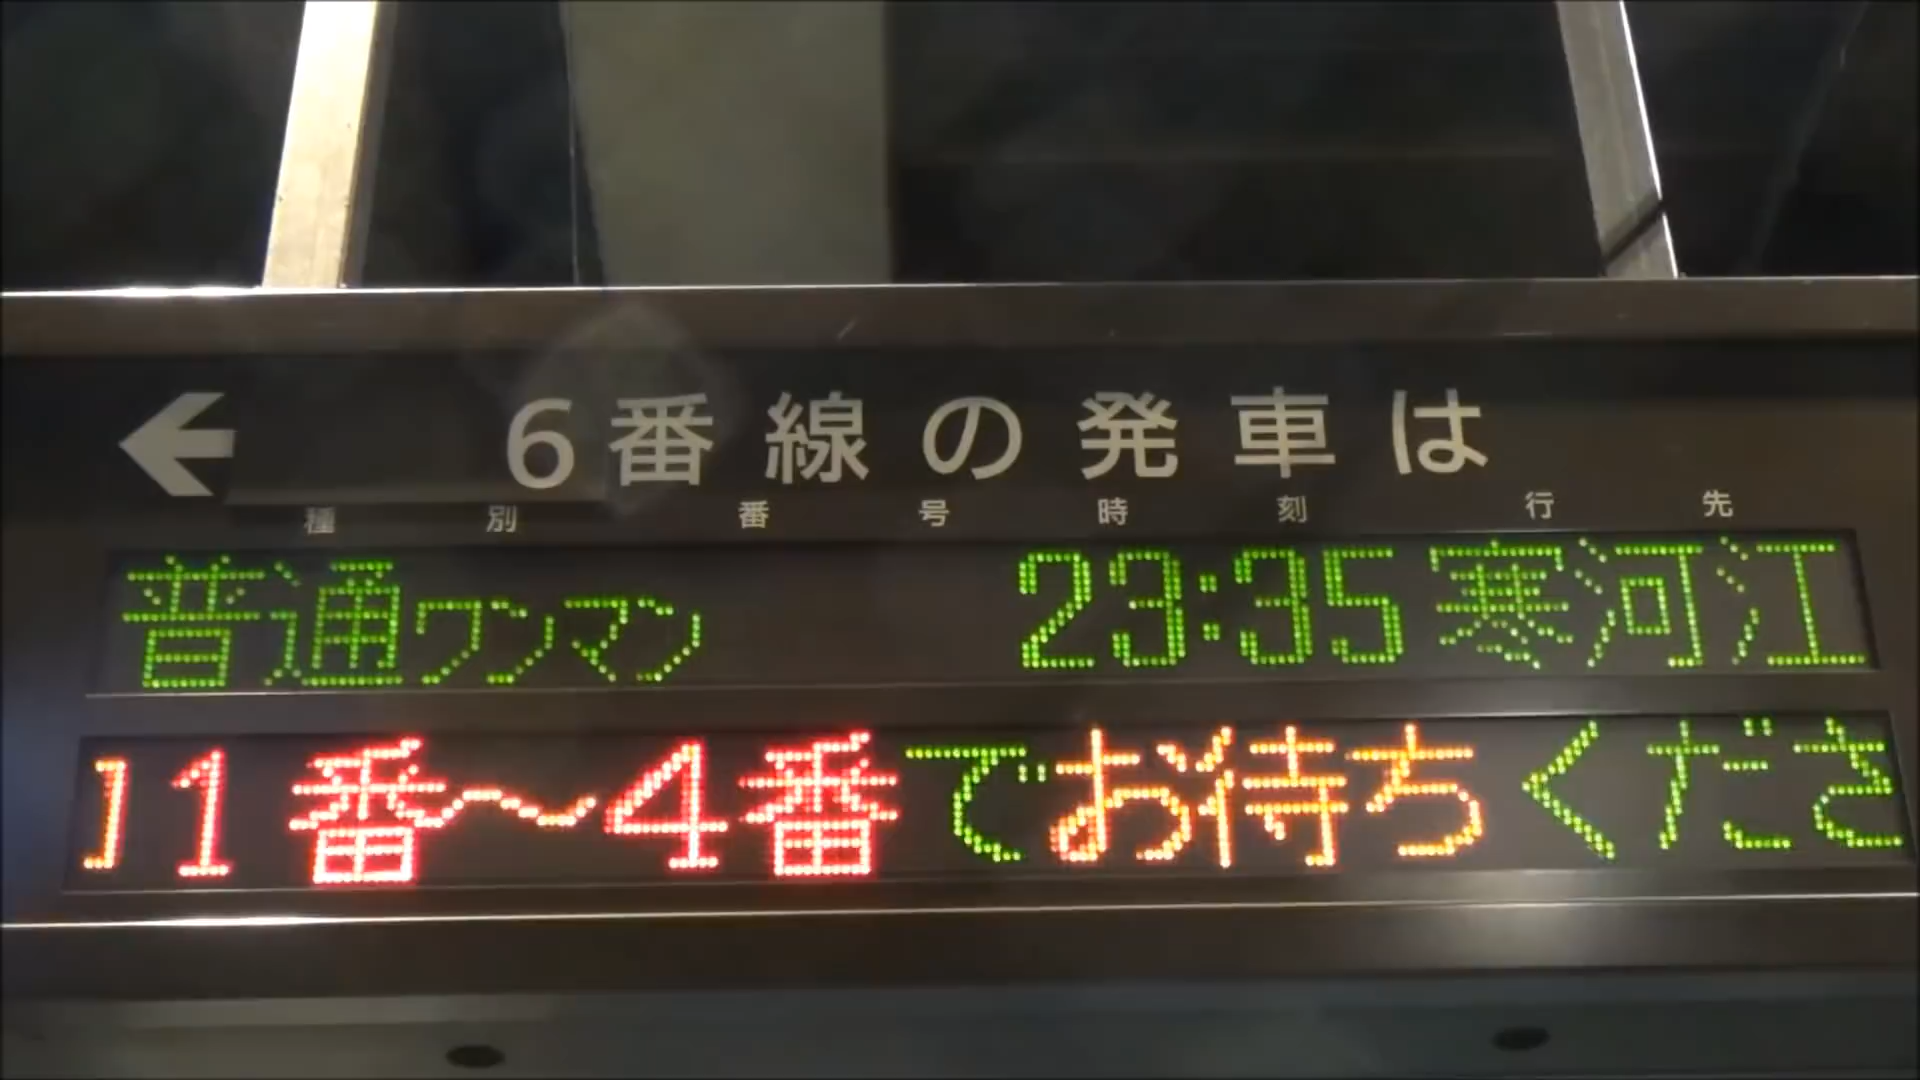 ← 6番線の発車は
種別 番号 時刻 行先
普通ワンマン 23:35 寒河江
1番～4番でお待ちくださ